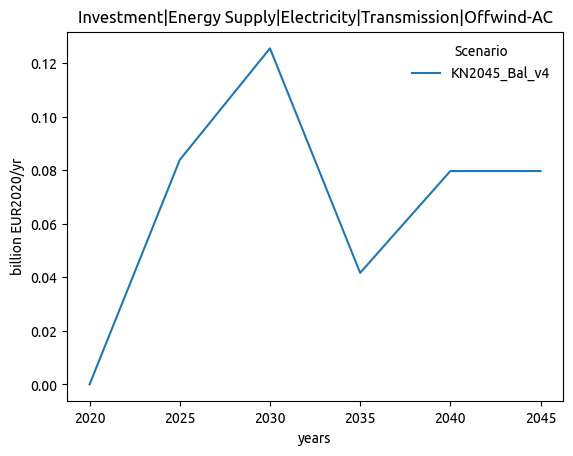 Investment|Energy Supply|Electricity|Transmission|Offwind-AC
Scenario
KN2045_Bal_v4
billion EUR2020/yr
0.12
0.10
0.08
0.06
0.04
0.02
0.00
2020 2025 2030 2035 2040 2045
years